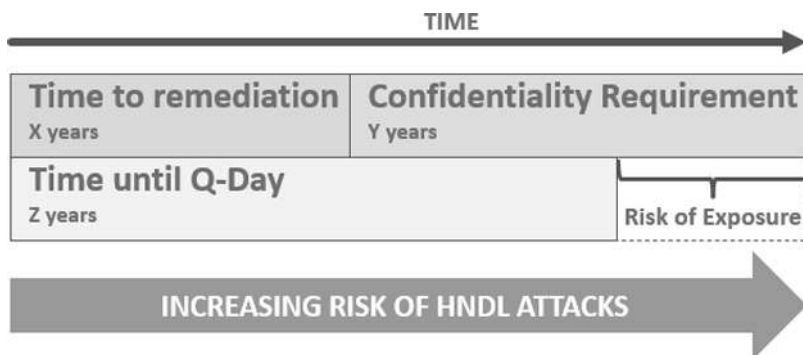 TIME
Time to remediation
X years
Confidentiality Requirement
Y years
Time until Q-Day
Z years
Risk of Exposure
INCREASING RISK OF HNDL ATTACKS